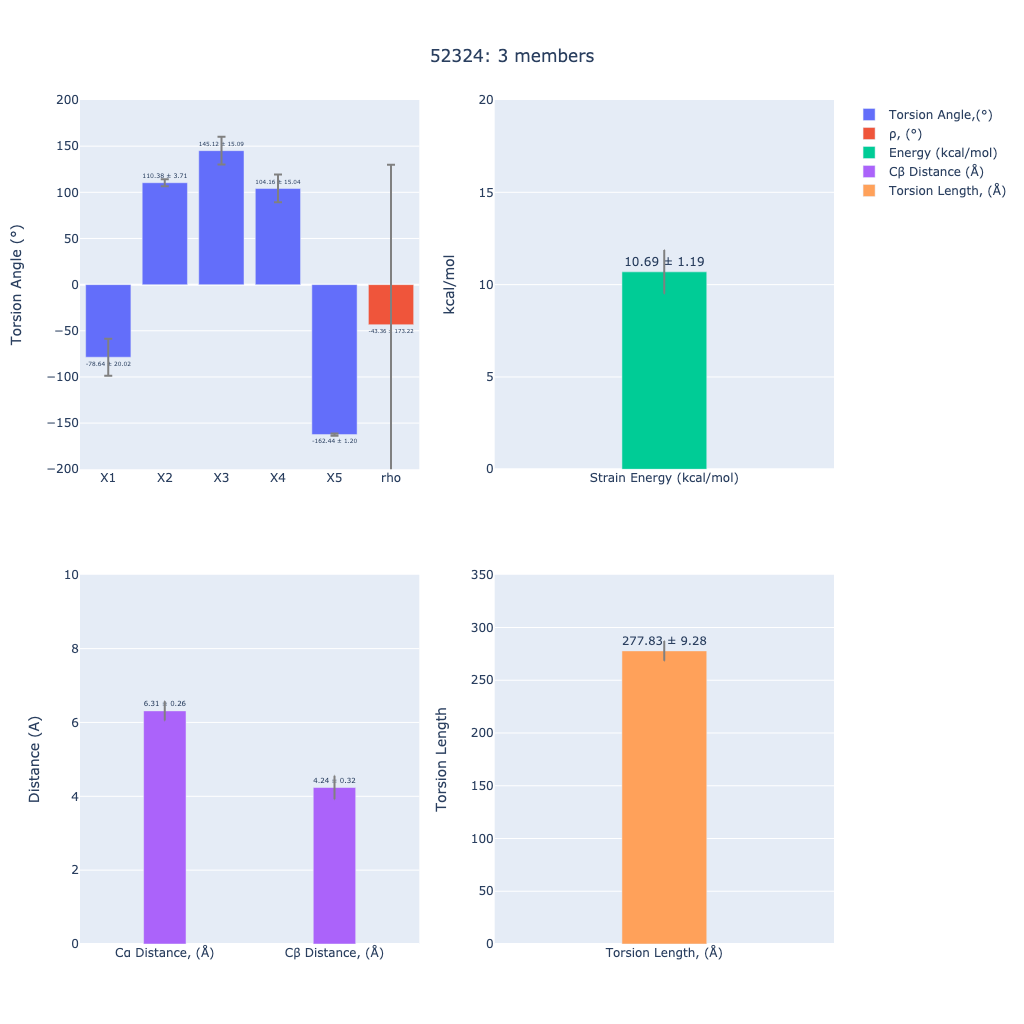 52324: 3 members
Torsion Angle (°)
200
150
100
50
0
−50
−100
−150
−200
-78.64 ± 20.02
110.38 ± 3.71
145.12 ± 15.09
104.16 ± 15.04
-162.44 ± 1.20
-43.36 ± 173.22
X1
X2
X3
X4
X5
rho
kcal/mol
20
15
10
5
0
10.69 ± 1.19
Strain Energy (kcal/mol)
Torsion Angle,(°)
ρ, (°)
Energy (kcal/mol)
Cβ Distance (Å)
Torsion Length, (Å)
Distance (A)
10
8
6
4
2
0
6.31 ± 0.26
4.24 ± 0.32
Cα Distance, (Å)
Cβ Distance, (Å)
Torsion Length
350
300
250
200
150
100
50
0
277.83 ± 9.28
Torsion Length, (Å)